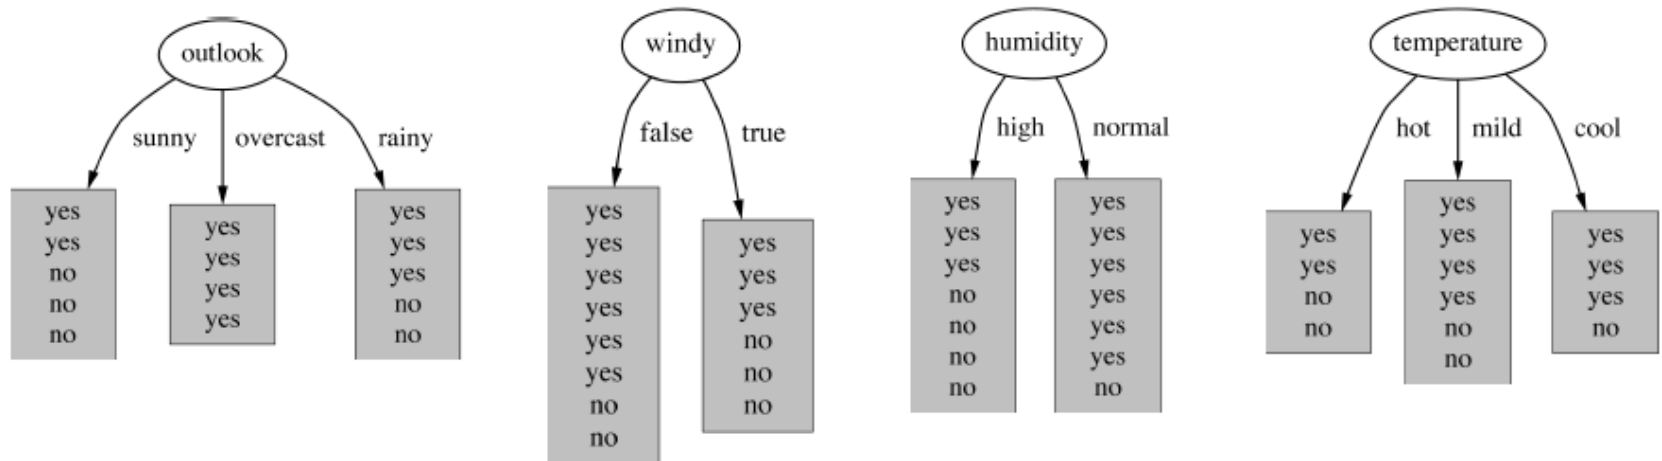 outlook
sunny
overcast
rainy
yes
yes
no
no
no
yes
yes
yes
yes
yes
yes
yes
no
no
windy
false
true
yes
yes
yes
yes
yes
yes
no
no
yes
yes
yes
no
no
no
humidity
high
normal
yes
yes
yes
no
no
no
no
yes
yes
yes
yes
yes
yes
no
temperature
hot
mild
cool
yes
yes
no
no
yes
yes
yes
yes
no
no
yes
yes
yes
no